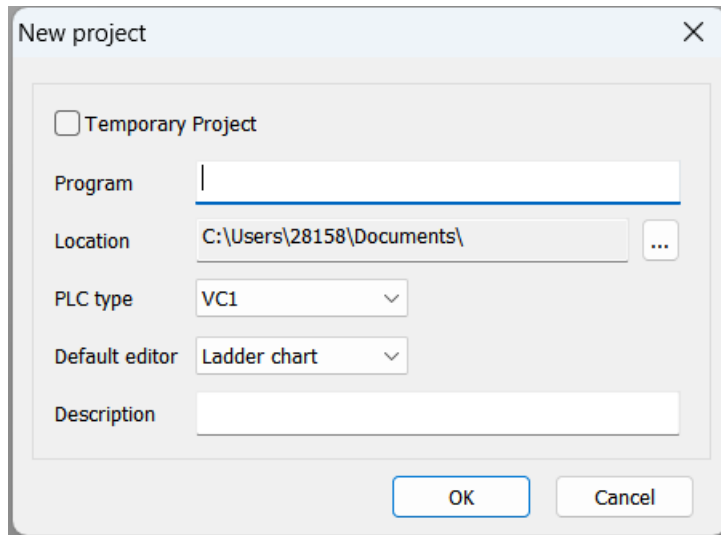 New project
Temporary Project
Program
Location C:\Users\28158\Documents\ ...
PLC type VC1
Default editor Ladder chart
Description
OK Cancel